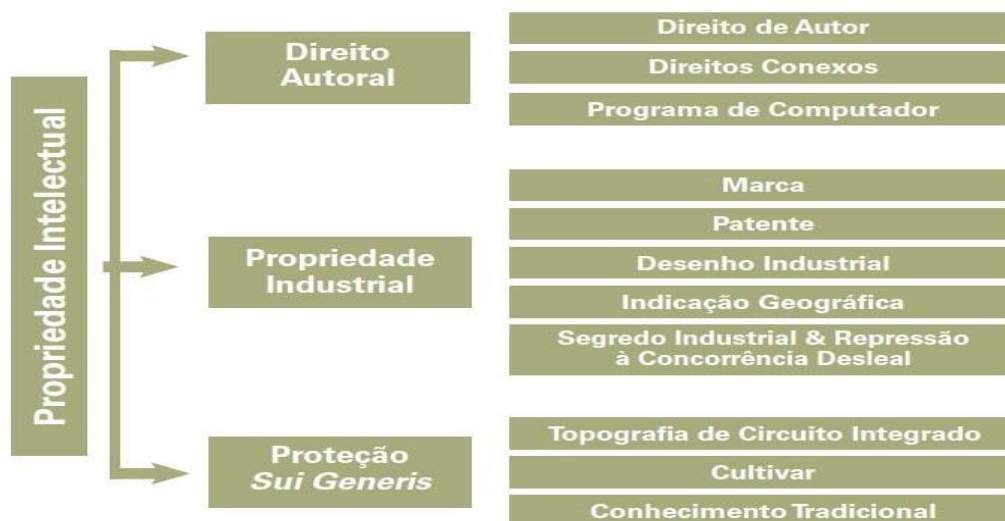 Propriedade Intelectual
Direito
Autoral
Direito de Autor
Direitos Conexos
Programa de Computador
Propriedade
Industrial
Marca
Patente
Desenho Industrial
Indicação Geográfica
Segredo Industrial & Repressão
à Concorrência Desleal
Proteção
Sui Generis
Topografia de Circuito Integrado
Cultivar
Conhecimento Tradicional